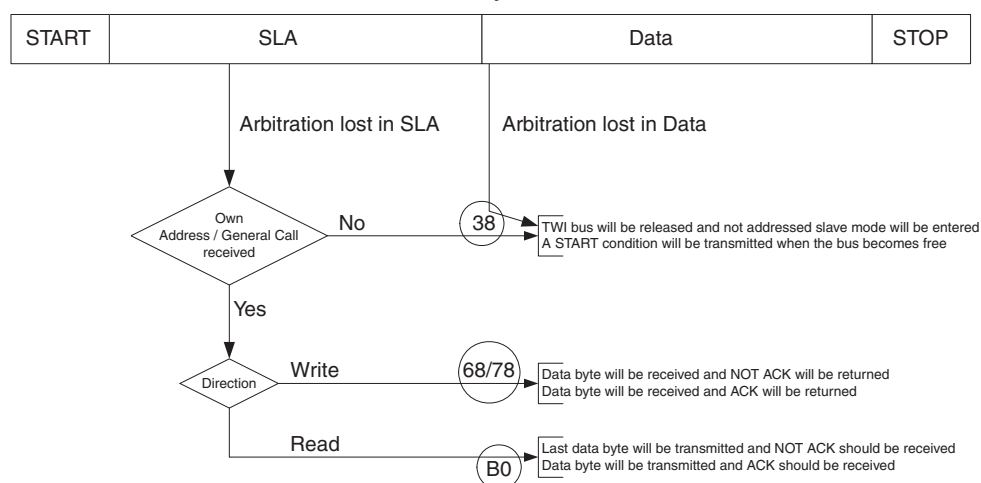 START SLA Data STOP
Arbitration lost in SLA Arbitration lost in Data
Own
Address / General Call
received
No 38
TWI bus will be released and not addressed slave mode will be entered
A START condition will be transmitted when the bus becomes free
Yes
Direction
Write 68/78
Data byte will be received and NOT ACK will be returned
Data byte will be received and ACK will be returned
Read B0
Last data byte will be transmitted and NOT ACK should be received
Data byte will be transmitted and ACK should be received